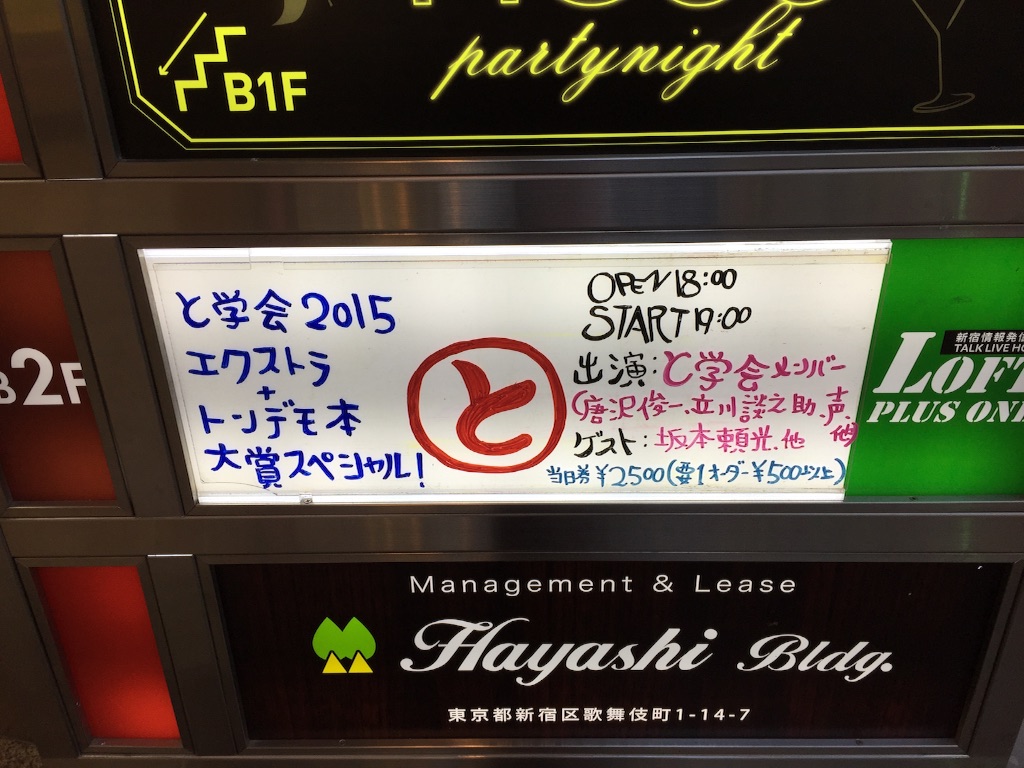 partynight
B1F
と学会2015
エクストラ
+
トンデモ本
大賞スペシャル!
と
OPEN 18:00
START 19:00
出演:と学会メンバー
(唐沢俊一、立川談之助、声、他)
ゲスト:坂本頼光、他
当日券¥2500(要1オーダー¥500以上)
B2F
新宿情報発信
TALK LIVE HO
LOFT
PLUS ONE
Management & Lease
Hayashi Bldg.
東京都新宿区歌舞伎町1-14-7